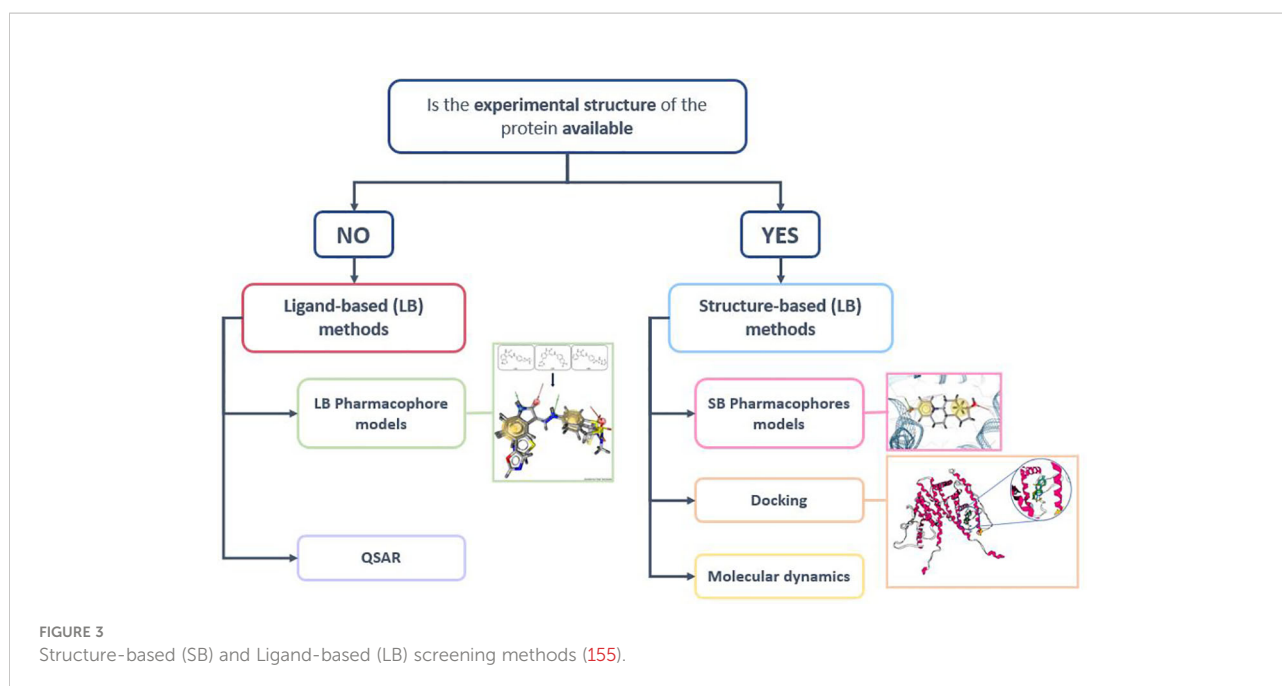 Is the experimental structure of the
protein available
NO
YES
Ligand-based (LB)
methods
Structure-based (LB)
methods
LB Pharmacophore
models
SB Pharmacophores
models
Docking
QSAR
Molecular dynamics
FIGURE 3
Structure-based (SB) and Ligand-based (LB) screening methods (155).